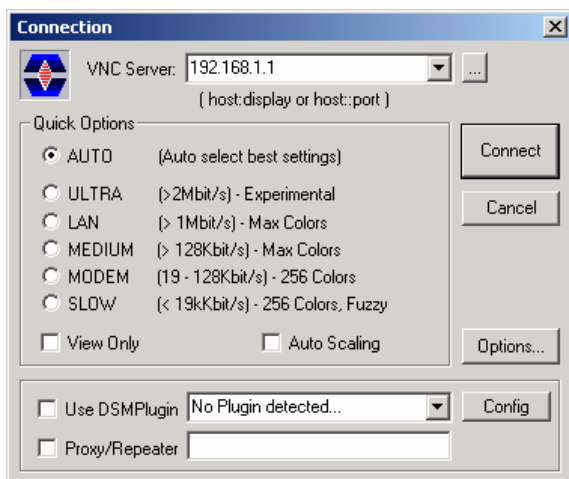 Connection
VNC Server: 192.168.1.1 ...
( host:display or host::port )
Quick Options
AUTO (Auto select best settings)
ULTRA (>2Mbit/s) - Experimental
LAN (> 1Mbit/s) - Max Colors
MEDIUM (> 128Kbit/s) - Max Colors
MODEM (19 - 128Kbit/s) - 256 Colors
SLOW (< 19kKbit/s) - 256 Colors, Fuzzy
View Only Auto Scaling
Connect
Cancel
Options...
Use DSMPlugin No Plugin detected... Config
Proxy/Repeater